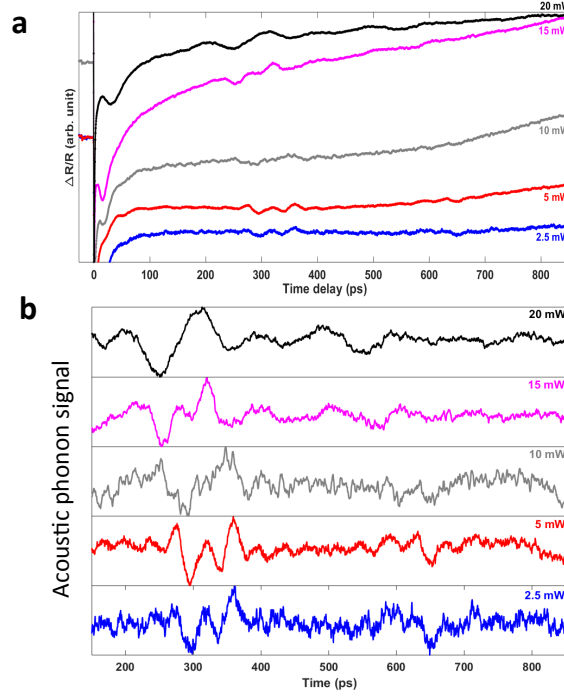 a
20 mW
15 mW
10 mW
5 mW
2.5 mW
ΔR/R (arb. unit)
0 100 200 300 400 500 600 700 800
Time delay (ps)
b
20 mW
15 mW
10 mW
5 mW
2.5 mW
Acoustic phonon signal
200 300 400 500 600 700 800
Time (ps)